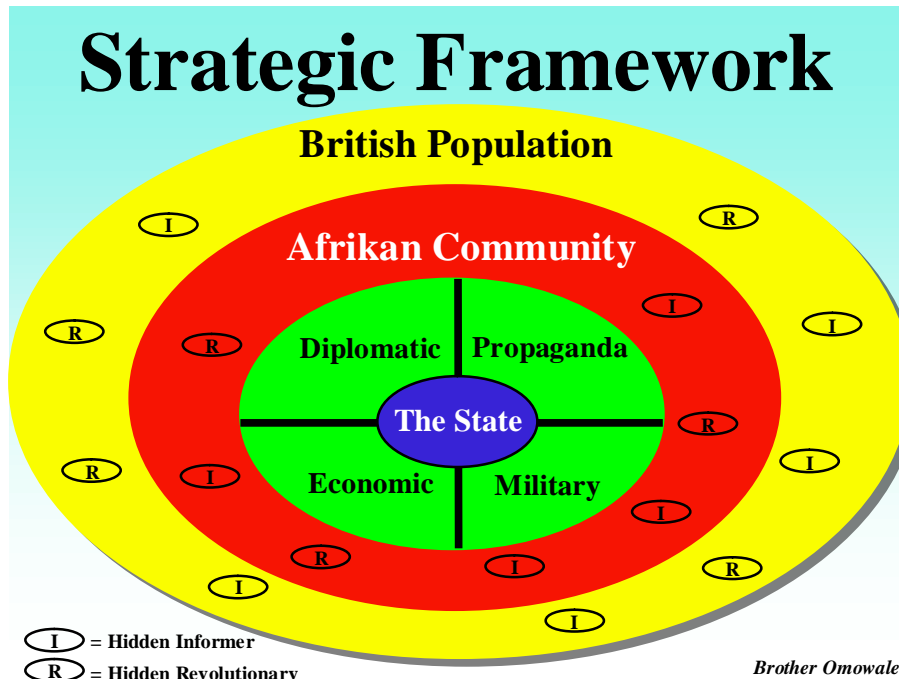 Strategic Framework
British Population
I
R
Afrikan Community
I
R
I
R
Diplomatic
Propaganda
The State
R
R
I
Economic
Military
I
I
R
I
I
R
I
I = Hidden Informer
R = Hidden Revolutionary
Brother Omowale